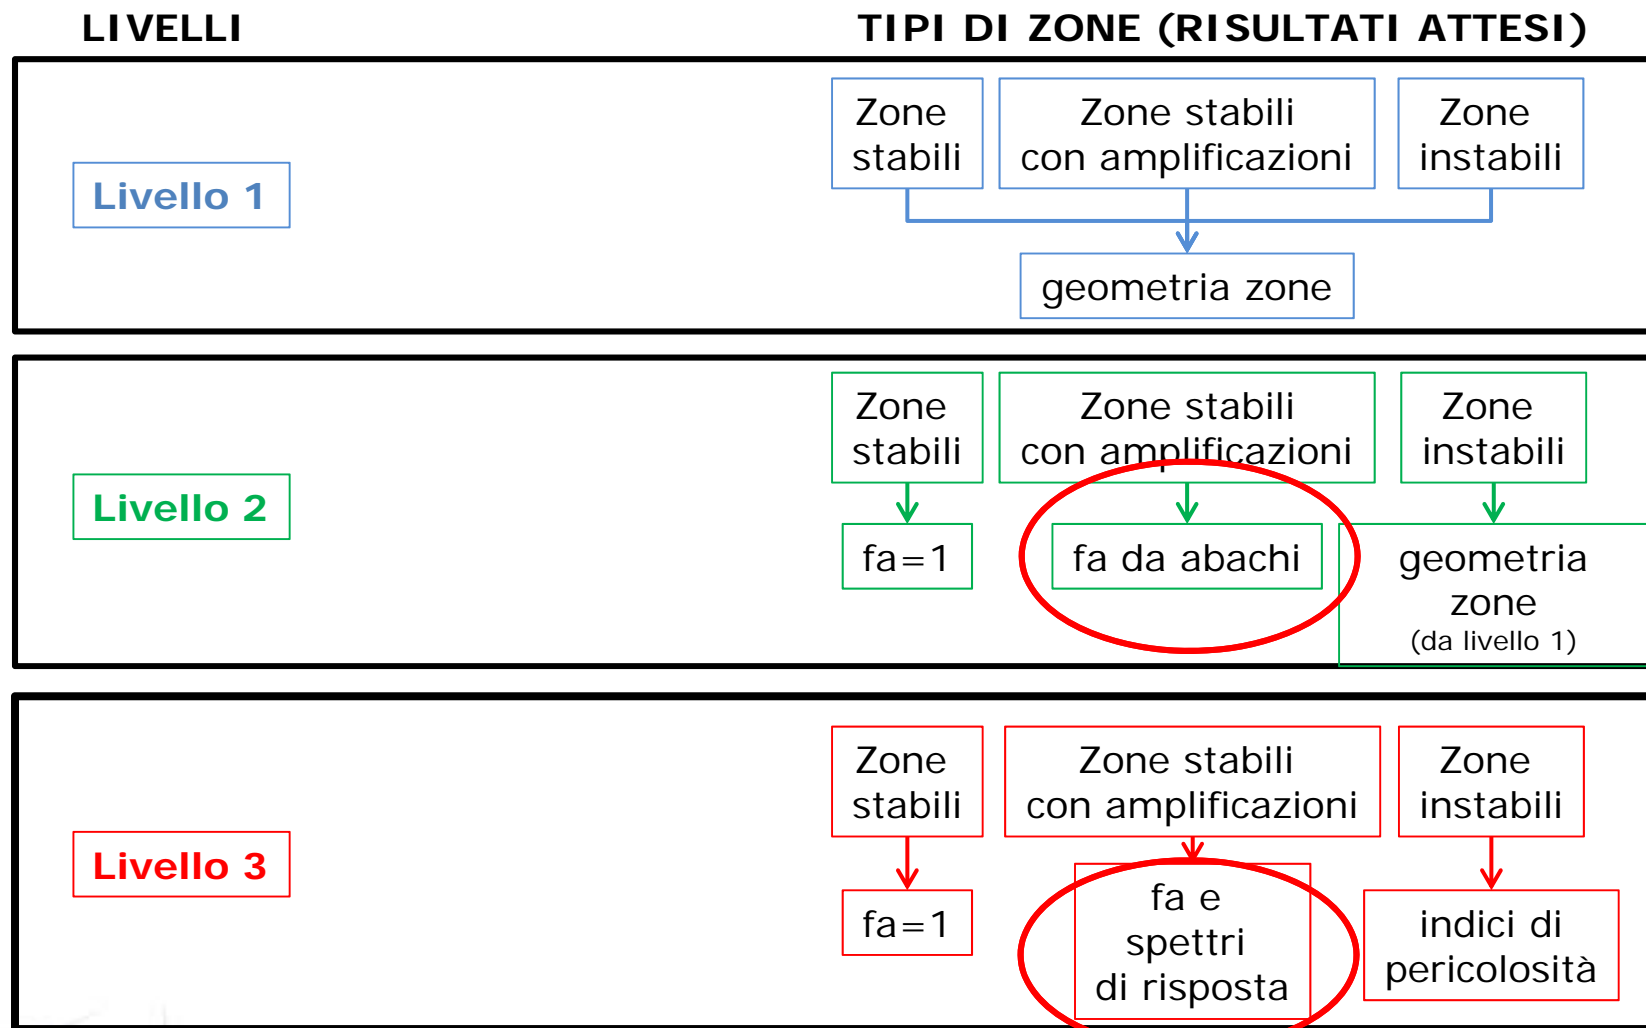 LIVELLI
TIPI DI ZONE (RISULTATI ATTESI)
Livello 1
Zone
stabili
Zone stabili
con amplificazioni
Zone
instabili
geometria zone
Livello 2
Zone
stabili
Zone stabili
con amplificazioni
Zone
instabili
fa=1
fa da abachi
geometria
zone
(da livello 1)
Livello 3
Zone
stabili
Zone stabili
con amplificazioni
Zone
instabili
fa=1
fa e
spettri
di risposta
indici di
pericolosità